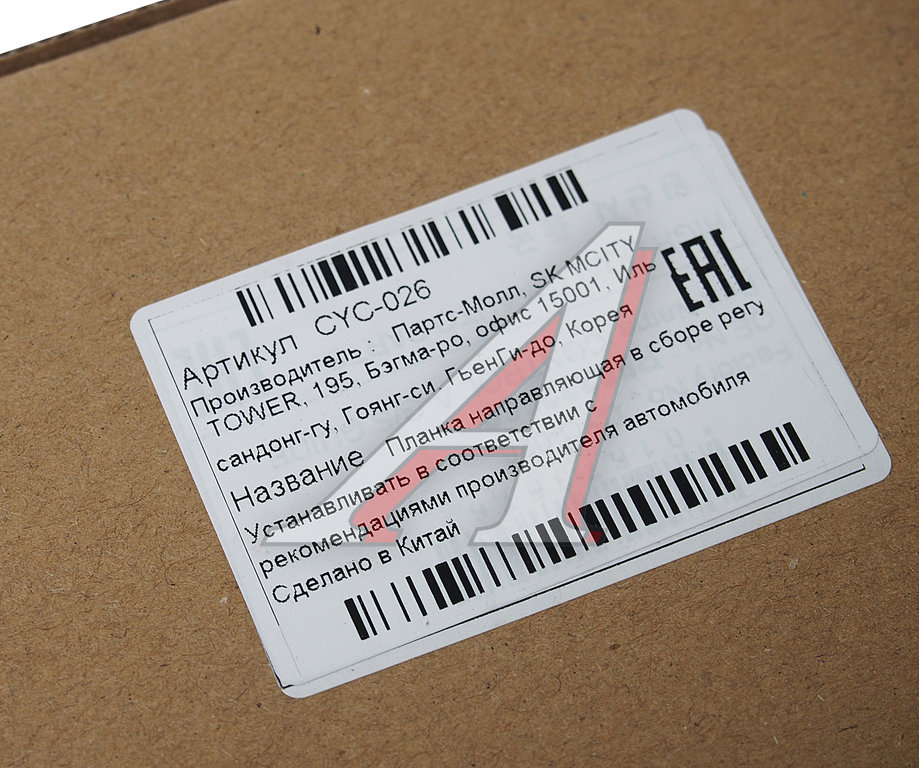 Артикул CYC-026
Производитель : Партс-Молл, SK MCITY
TOWER, 195, Бэгма-ро, офис 15001, Иль
сандонг-гу, Гоянг-си. ГьенГи-до, Корея
Название Планка направляющая в сборе регу
Устанавливать в соответствии с
рекомендациями производителя автомобиля
Сделано в Китай
EAC